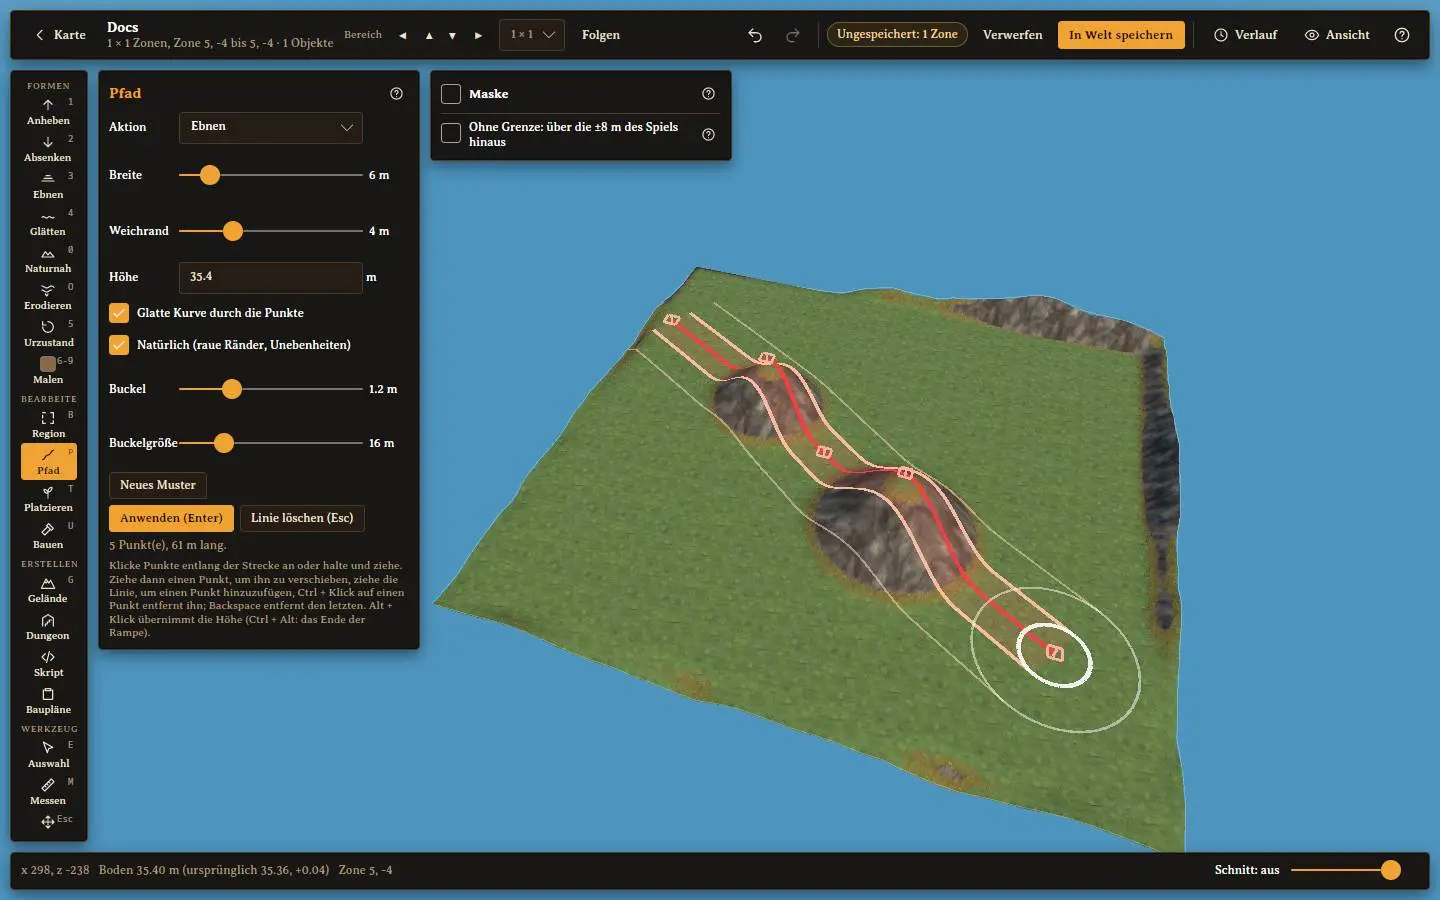 Karte
Docs
1 × 1 Zonen, Zone 5, -4 bis 5, -4 · 1 Objekte
Bereich
1 × 1
Folgen
Ungespeichert: 1 Zone
Verwerfen
In Welt speichern
Verlauf
Ansicht
FORMEN
1
Anheben
2
Absenken
3
Ebnen
4
Glätten
0
Naturnah
O
Erodieren
5
Urzustand
6-9
Malen
BEARBEITE
B
Region
P
Pfad
T
Platzieren
U
Bauen
ERSTELLEN
G
Gelände
Dungeon
Skript
Baupläne
WERKZEUG
E
Auswahl
M
Messen
Esc
Pfad
Aktion
Ebnen
Breite
6 m
Weichrand
4 m
Höhe
35.4
m
Glatte Kurve durch die Punkte
Natürlich (raue Ränder, Unebenheiten)
Buckel
1.2 m
Buckelgröße
16 m
Neues Muster
Anwenden (Enter)
Linie löschen (Esc)
5 Punkt(e), 61 m lang.
Klicke Punkte entlang der Strecke an oder halte und ziehe.
Ziehe dann einen Punkt, um ihn zu verschieben, ziehe die
Linie, um einen Punkt hinzuzufügen, Ctrl + Klick auf einen
Punkt entfernt ihn; Backspace entfernt den letzten. Alt +
Klick übernimmt die Höhe (Ctrl + Alt: das Ende der
Rampe).
Maske
Ohne Grenze: über die ±8 m des Spiels
hinaus
x 298, z -238 Boden 35.40 m (ursprünglich 35.36, +0.04) Zone 5, -4
Schnitt: aus